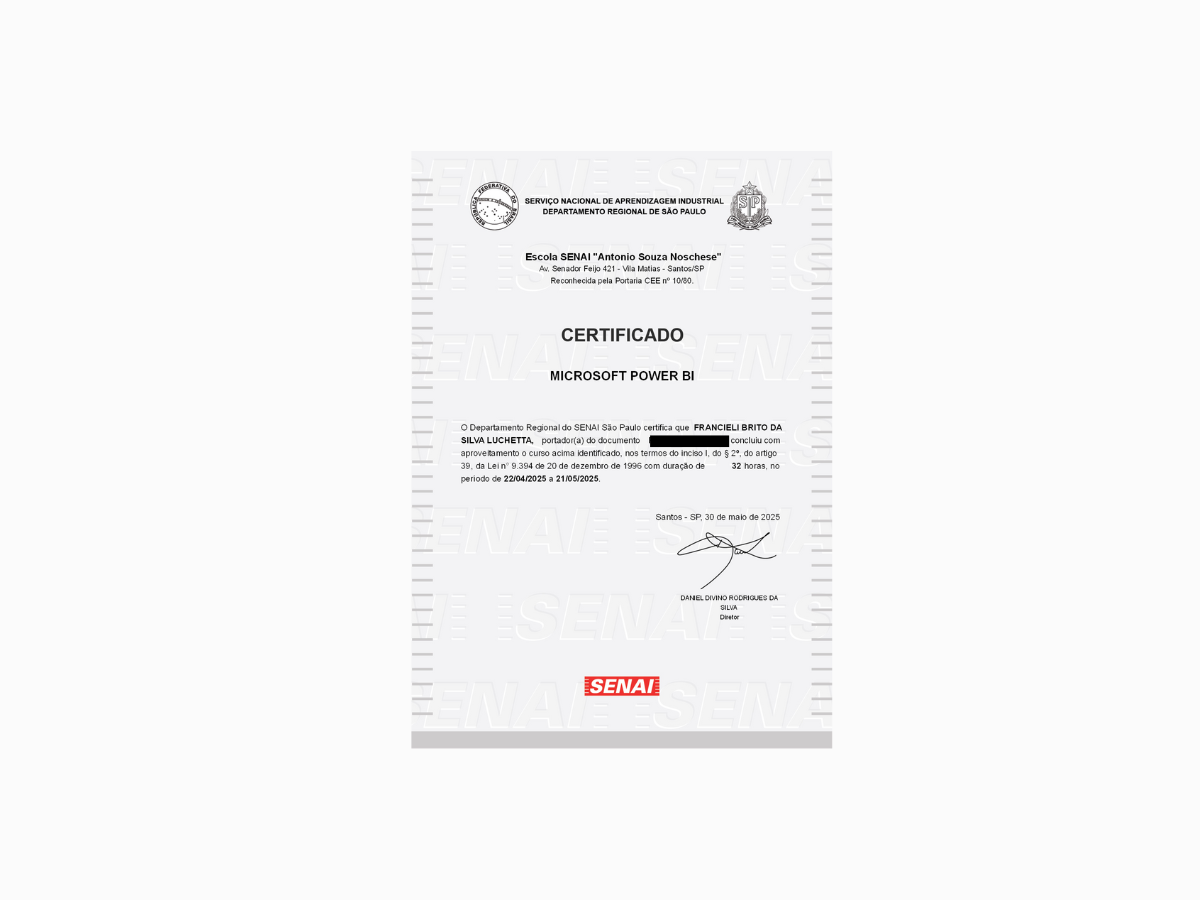 REPÚBLICA FEDERATIVA DO BRASIL
SP
SERVIÇO NACIONAL DE APRENDIZAGEM INDUSTRIAL
DEPARTAMENTO REGIONAL DE SÃO PAULO
Escola SENAI "Antonio Souza Noschese"
Av. Senador Feijo 421 - Vila Matias - Santos/SP
Reconhecida pela Portaria CEE nº 10/80.
CERTIFICADO
MICROSOFT POWER BI
O Departamento Regional do SENAI São Paulo certifica que FRANCIELI BRITO DA
SILVA LUCHETTA, portador(a) do documento concluiu com
aproveitamento o curso acima identificado, nos termos do inciso I, do § 2º, do artigo
39, da Lei nº 9.394 de 20 de dezembro de 1996 com duração de 32 horas, no
período de 22/04/2025 a 21/05/2025.
Santos - SP, 30 de maio de 2025
DANIEL DIVINO RODRIGUES DA
SILVA
Diretor
SENAI